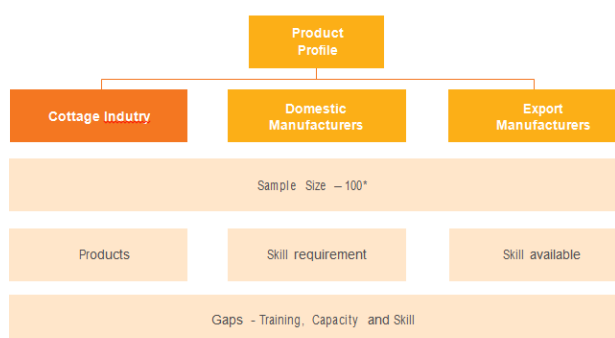 Product
Profile
Cottage Indutry
Domestic
Manufacturers
Export
Manufacturers
Sample Size – 100*
Products
Skill requirement
Skill available
Gaps - Training, Capacity and Skill